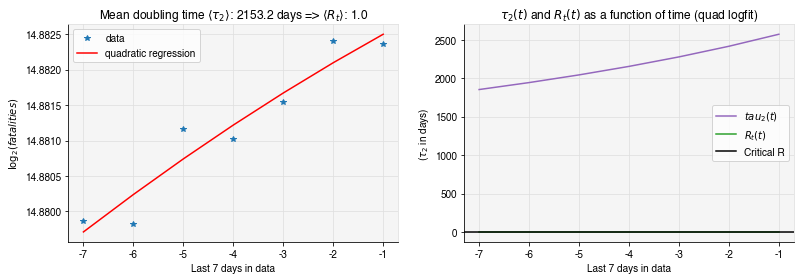 Mean doubling time ⟨τ₂⟩: 2153.2 days => ⟨Rₜ⟩: 1.0
data
quadratic regression
log₂(fatalities)
14.8825
14.8820
14.8815
14.8810
14.8805
14.8800
-7 -6 -5 -4 -3 -2 -1
Last 7 days in data
τ₂(t) and Rₜ(t) as a function of time (quad logfit)
(τ₂ in days)
2500
2000
1500
1000
500
0
tau₂(t)
Rₜ(t)
Critical R
-7 -6 -5 -4 -3 -2 -1
Last 7 days in data